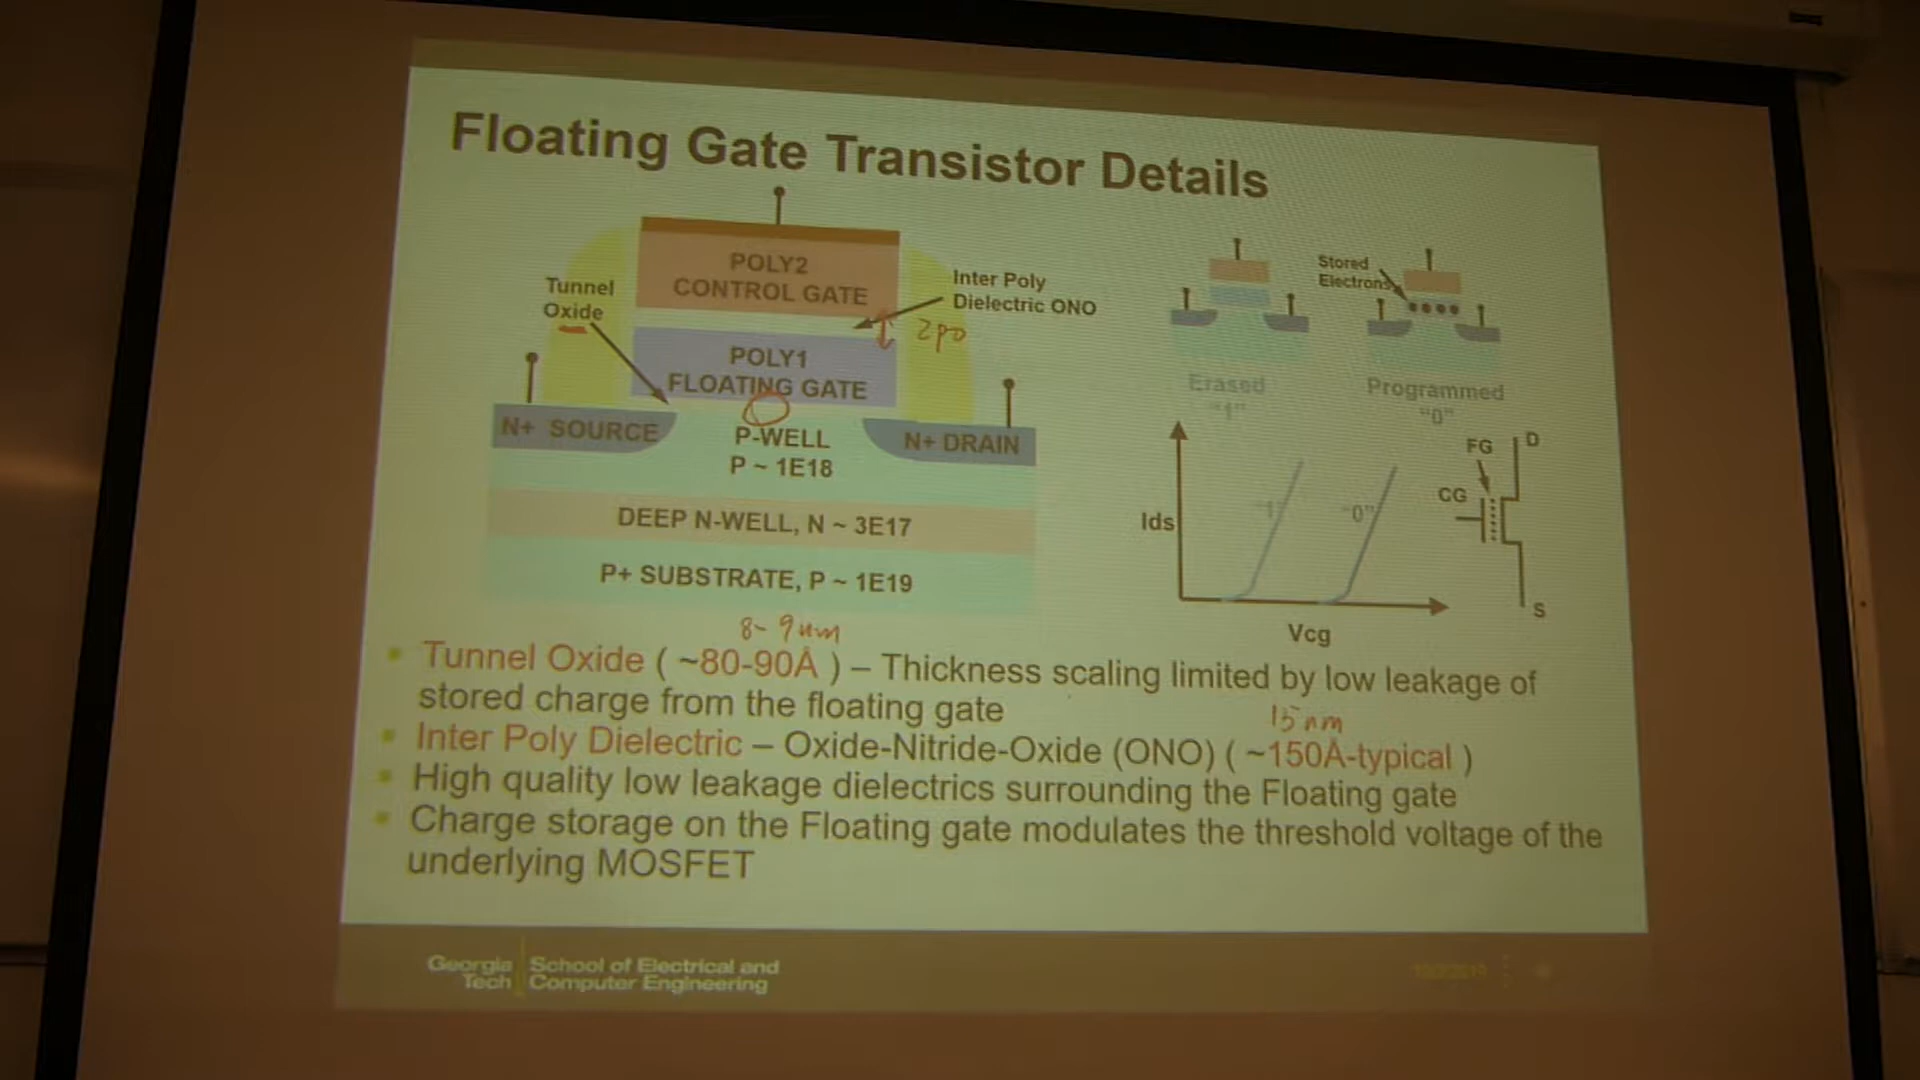 Floating Gate Transistor Details
Tunnel
Oxide
POLY2
CONTROL GATE
Inter Poly
Dielectric ONO
POLY1
FLOATING GATE
N+ SOURCE
P-WELL
P ~ 1E18
N+ DRAIN
DEEP N-WELL, N ~ 3E17
P+ SUBSTRATE, P ~ 1E19
Stored
Electrons
Erased
"1"
Programmed
"0"
Ids
"1"
"0"
Vcg
FG
D
CG
S
8-9nm
Tunnel Oxide ( ~80-90Å ) – Thickness scaling limited by low leakage of
stored charge from the floating gate
15nm
Inter Poly Dielectric – Oxide-Nitride-Oxide (ONO) ( ~150Å-typical )
High quality low leakage dielectrics surrounding the Floating gate
Charge storage on the Floating gate modulates the threshold voltage of the
underlying MOSFET
Georgia
Tech
School of Electrical and
Computer Engineering